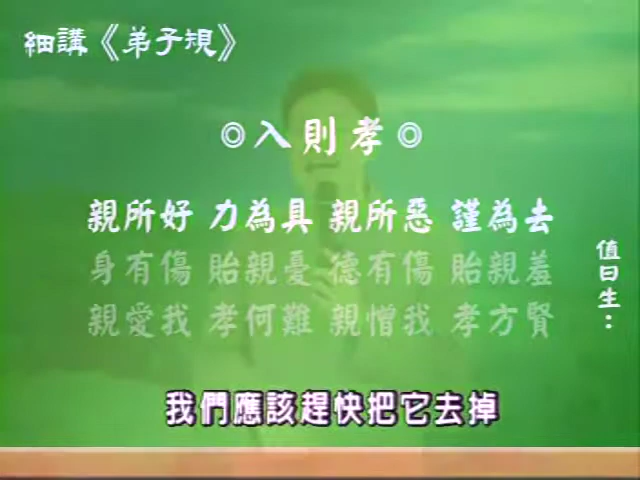 細講《弟子規》
◎入則孝◎
親所好 力為具 親所惡 謹為去
身有傷 貽親憂 德有傷 貽親羞
親愛我 孝何難 親憎我 孝方賢
值日生：
我們應該趕快把它去掉